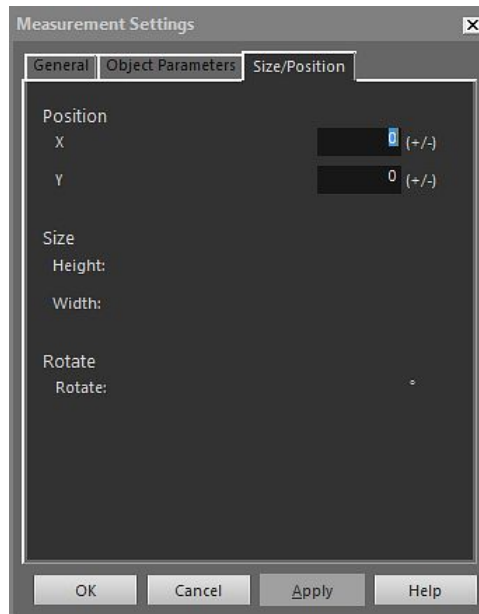 Measurement Settings
General Object Parameters Size/Position
Position
X 0 (+/-)
Y 0 (+/-)
Size
Height:
Width:
Rotate
Rotate: °
OK Cancel Apply Help